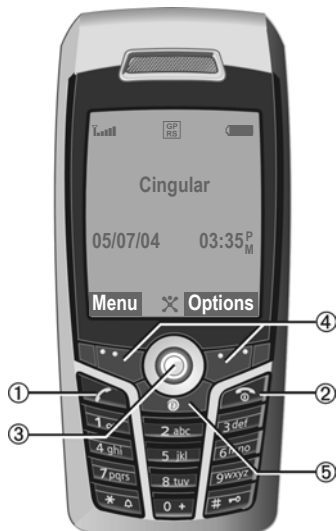 GP
RS
Cingular
05/07/04 03:35 P
M
Menu Options
④
① ②
③
⑤
1 3 def
2 abc
4 ghi 6 mno
5 jkl
7 pqrs 9 wxyz
8 tuv
* #
0 +